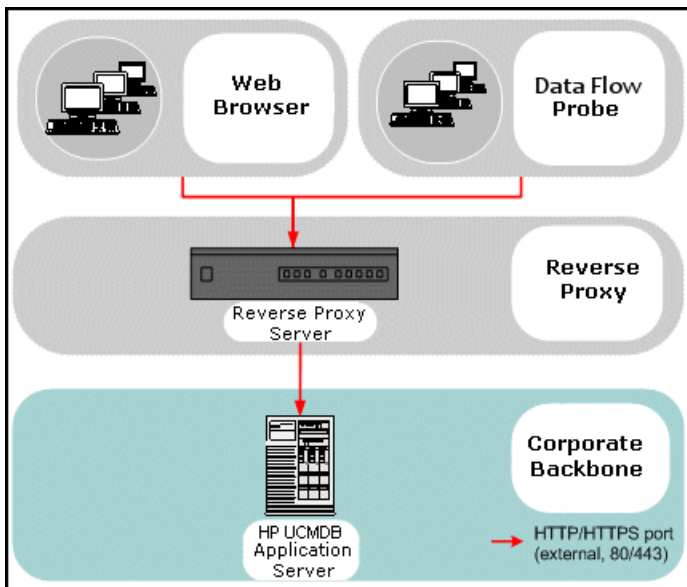 Web
Browser
Data Flow
Probe
Reverse Proxy
Server
Reverse
Proxy
HP UCMDB
Application
Server
Corporate
Backbone
HTTP/HTTPS port
(external, 80/443)